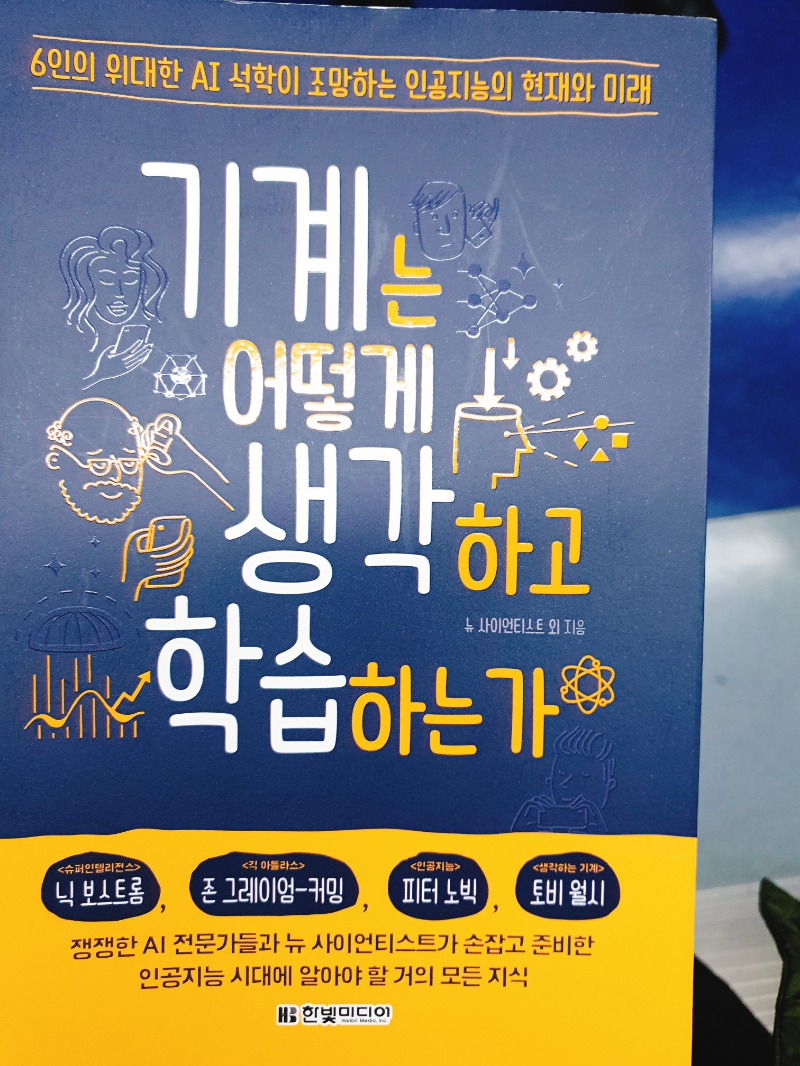 6인의 위대한 AI 석학이 조망하는 인공지능의 현재와 미래
기계는
어떻게
생각하고
뉴 사이언티스트 외 지음
학습하는가
<슈퍼인텔리전스> <긱 아틀라스> <인공지능> <생각하는 기계>
닉 보스트롬, 존 그레이엄-커밍, 피터 노빅, 토비 월시
쟁쟁한 AI 전문가들과 뉴 사이언티스트가 손잡고 준비한
인공지능 시대에 알아야 할 거의 모든 지식
HB 한빛미디어
Hanbit Media, Inc.